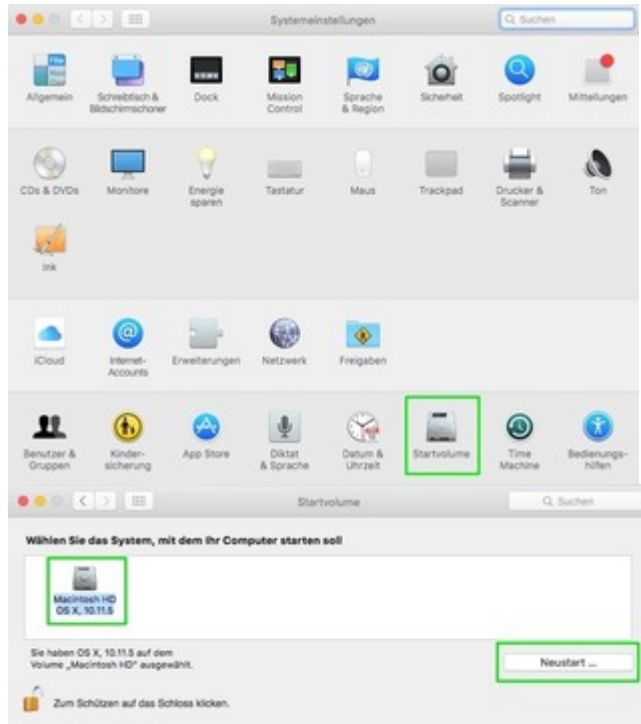 Systemeinstellungen
Suchen
Allgemein
Schreibtisch &
Bildschirmschoner
Dock
Mission
Control
Sprache
& Region
Sicherheit
Spotlight
Mitteilungen
CDs & DVDs
Monitore
Energie
sparen
Tastatur
Maus
Trackpad
Drucker &
Scanner
Ton
Ink
iCloud
Internet-
Accounts
Erweiterungen
Netzwerk
Freigaben
Benutzer &
Gruppen
Kinder-
sicherung
App Store
Diktat
& Sprache
Datum &
Uhrzeit
Startvolume
Time
Machine
Bedienungs-
hilfen
Startvolume
Suchen
Wählen Sie das System, mit dem Ihr Computer starten soll
Macintosh HD
OS X, 10.11.5
Sie haben OS X, 10.11.5 auf dem
Volume „Macintosh HD“ ausgewählt.
Neustart ...
Zum Schützen auf das Schloss klicken.